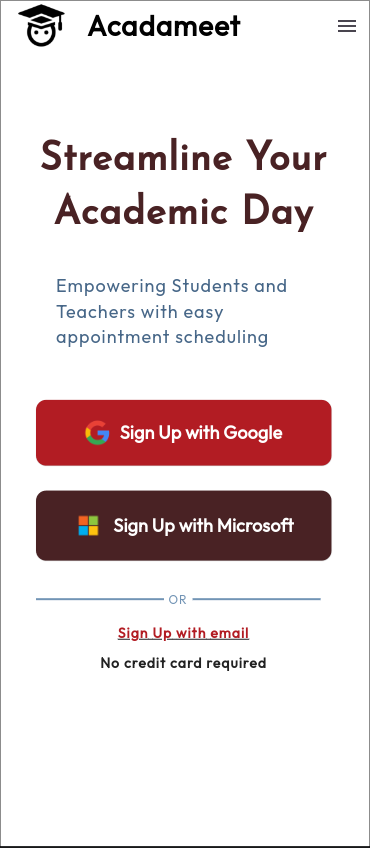 Acadameet
Streamline Your
Academic Day
Empowering Students and
Teachers with easy
appointment scheduling
Sign Up with Google
Sign Up with Microsoft
OR
Sign Up with email
No credit card required